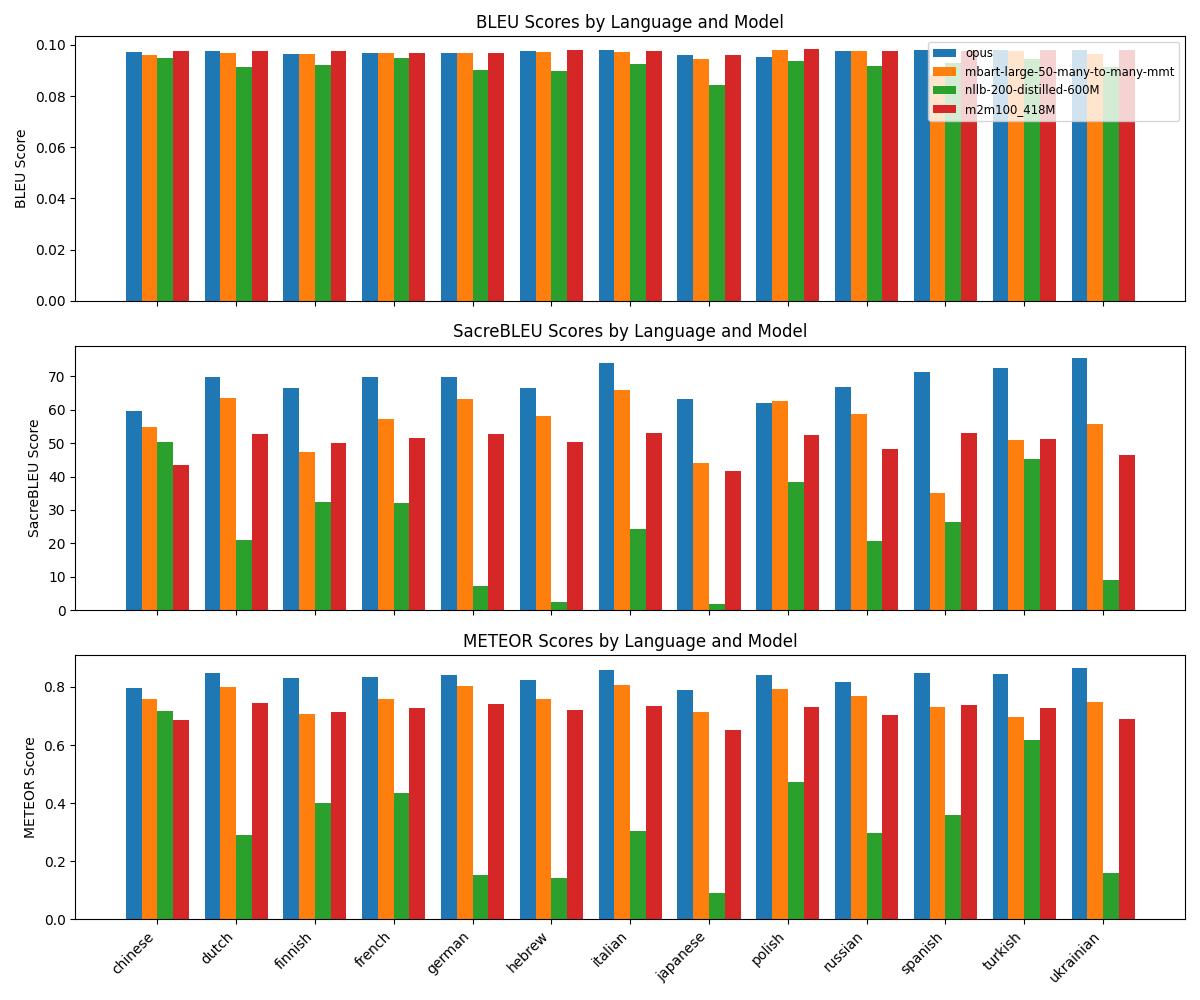 BLEU Scores by Language and Model
BLEU Score
0.10
0.08
0.06
0.04
0.02
0.00
opus
mbart-large-50-many-to-many-mmt
nllb-200-distilled-600M
m2m100_418M
SacreBLEU Scores by Language and Model
SacreBLEU Score
70
60
50
40
30
20
10
0
METEOR Scores by Language and Model
METEOR Score
0.8
0.6
0.4
0.2
0.0
chinese
dutch
finnish
french
german
hebrew
italian
japanese
polish
russian
spanish
turkish
ukrainian